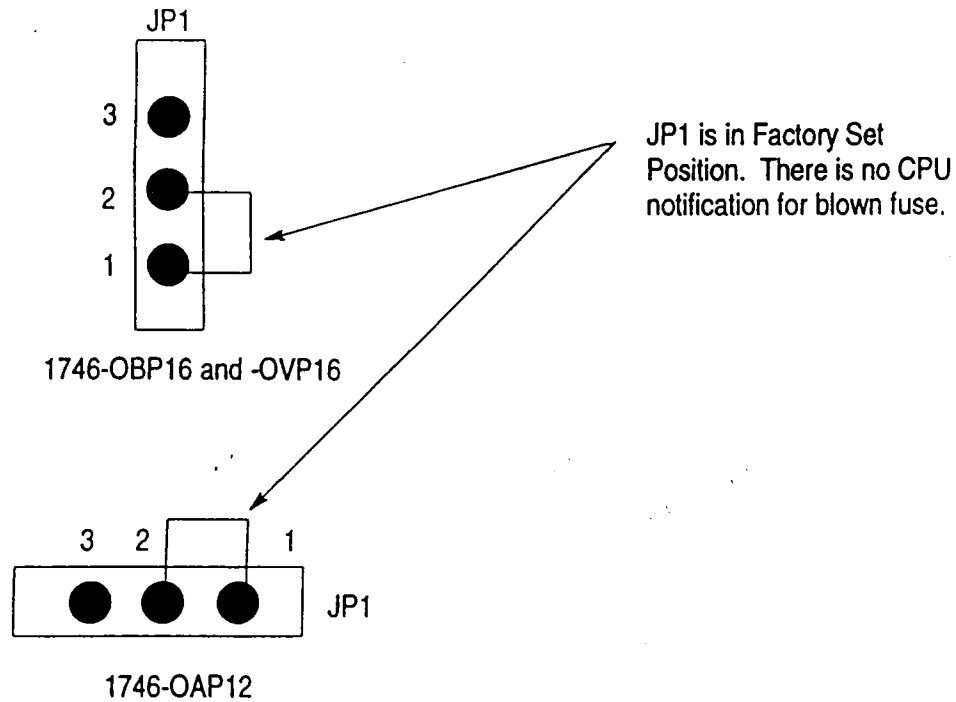 JP1
3
2
1
JP1 is in Factory Set
Position. There is no CPU
notification for blown fuse.
1746-OBP16 and -OVP16
3 2 1
JP1
1746-OAP12